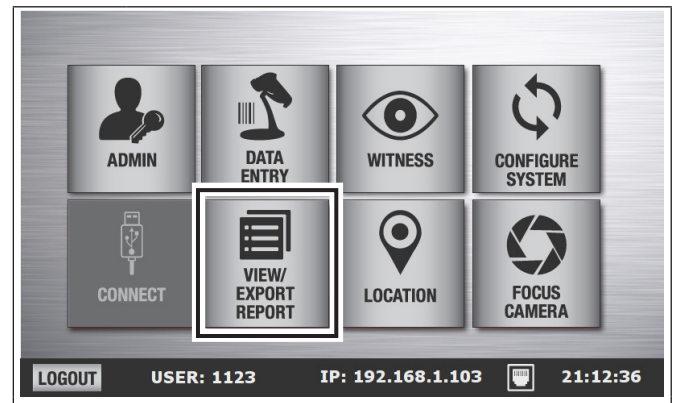 ADMIN
DATA
ENTRY
WITNESS
CONFIGURE
SYSTEM
CONNECT
VIEW/
EXPORT
REPORT
LOCATION
FOCUS
CAMERA
LOGOUT USER: 1123 IP: 192.168.1.103 21:12:36